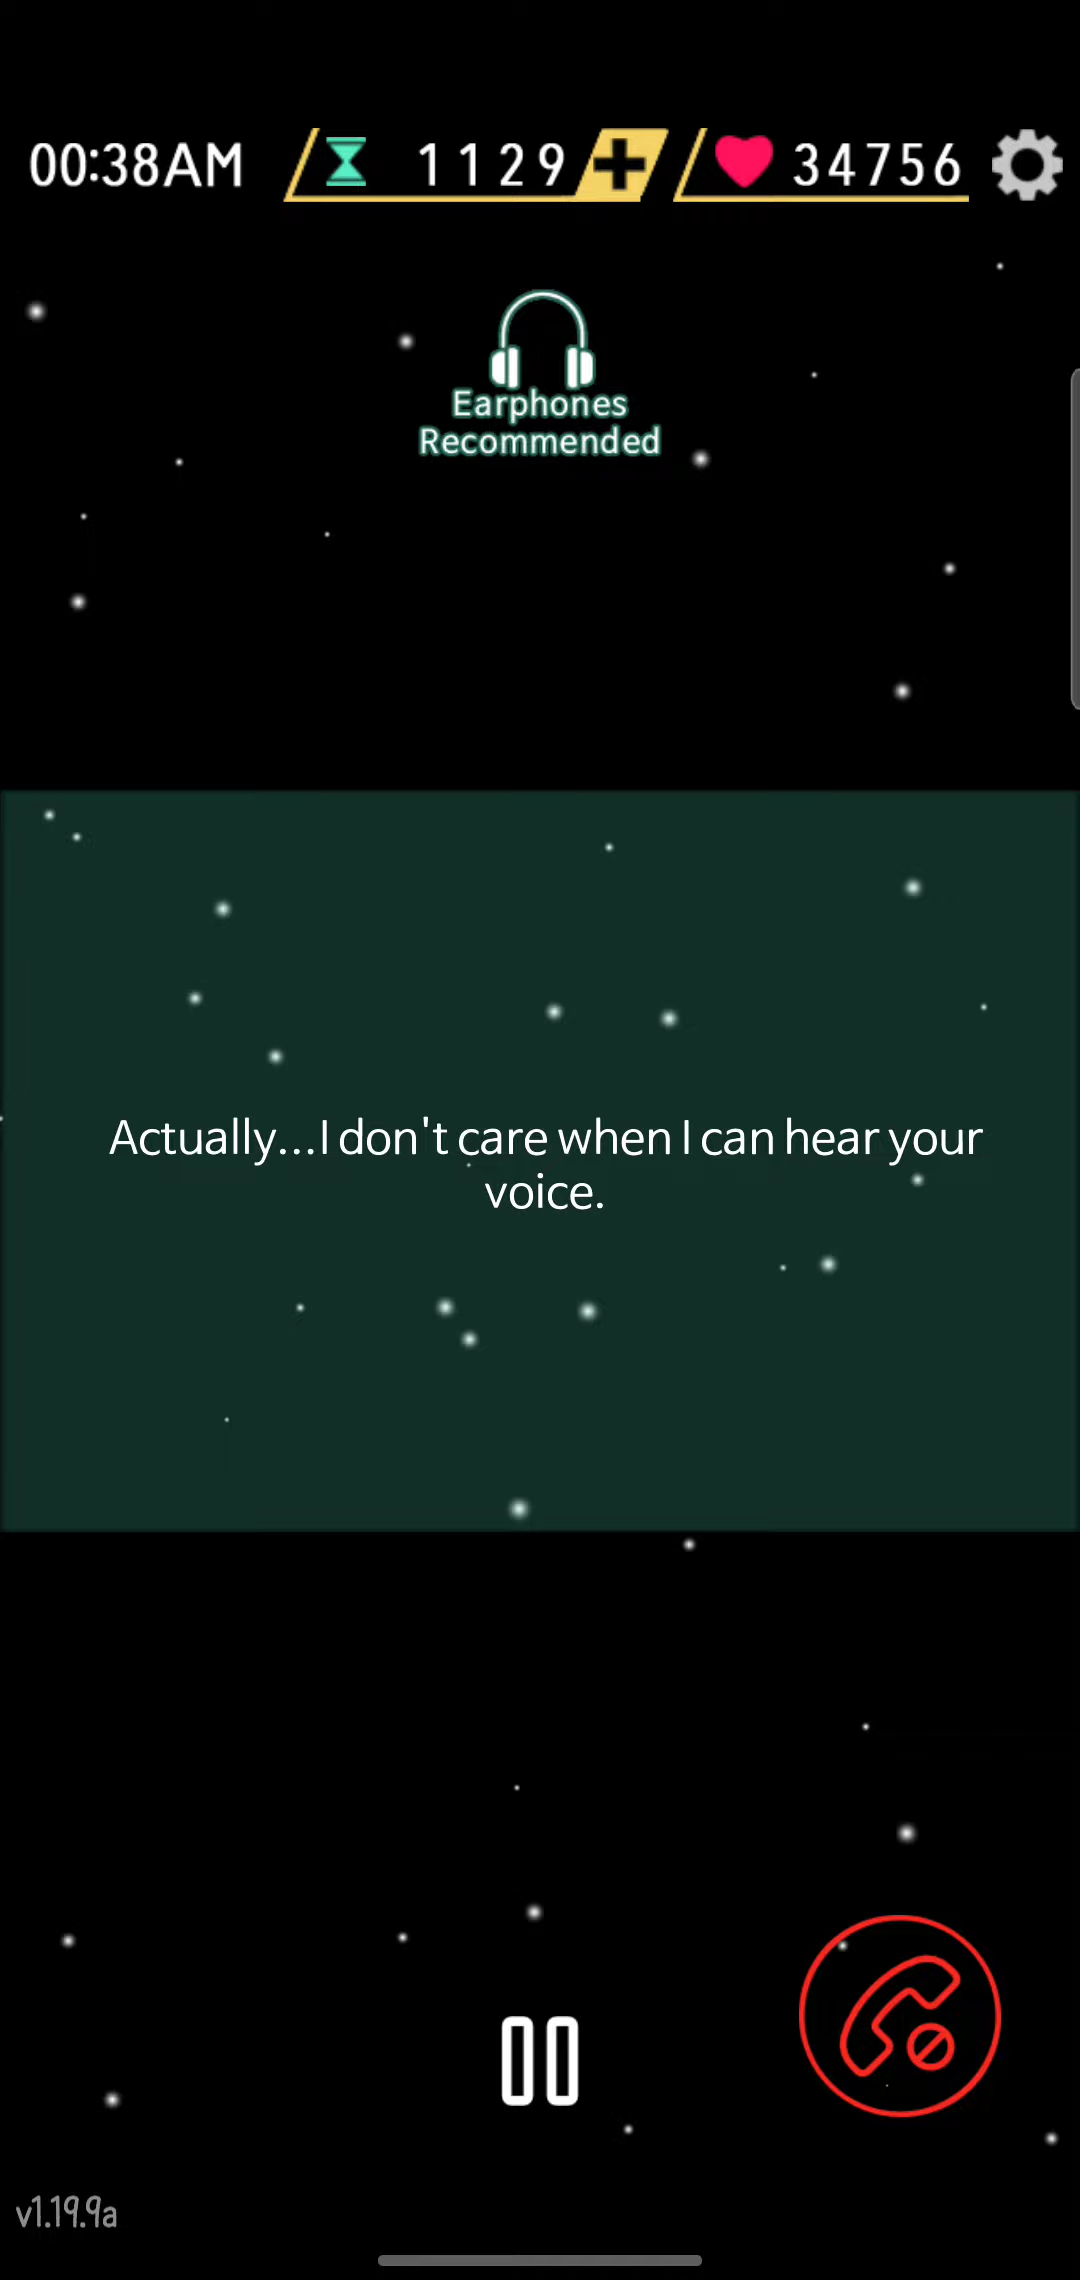 00:38AM 1129 34756
Earphones
Recommended
Actually...I don't care when I can hear your
voice.
v1.19.9a